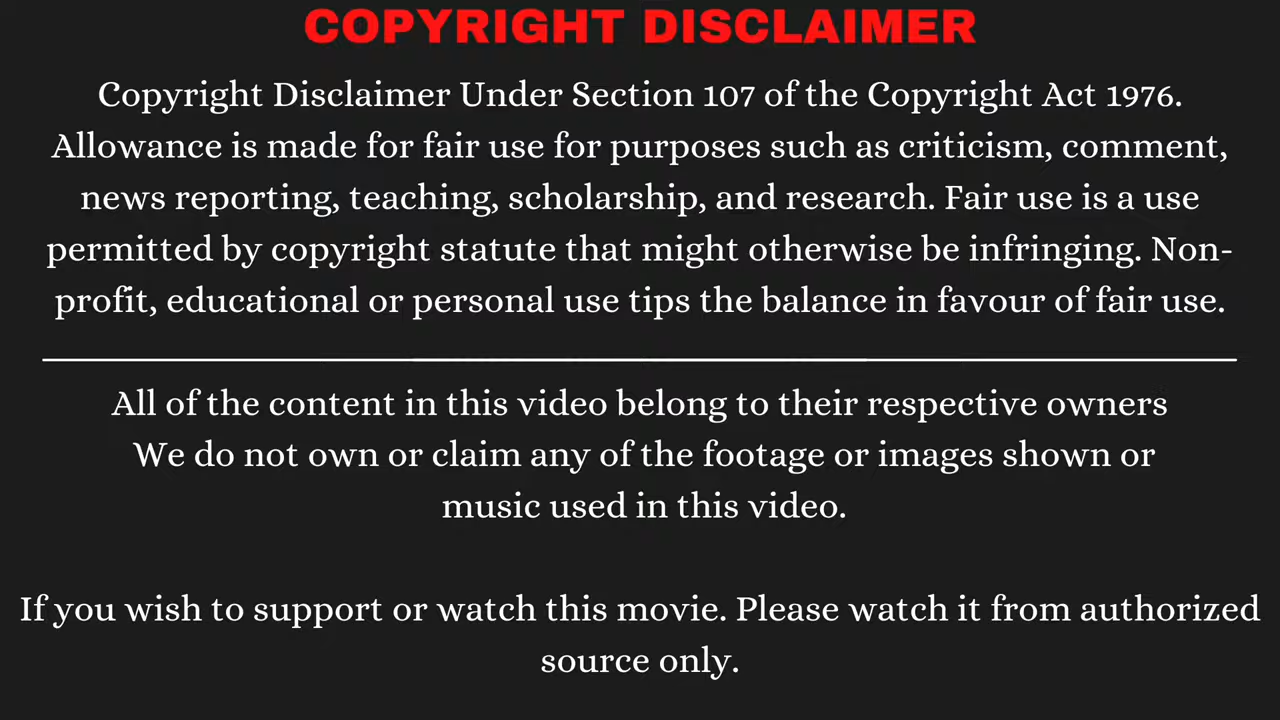 COPYRIGHT DISCLAIMER
Copyright Disclaimer Under Section 107 of the Copyright Act 1976.
Allowance is made for fair use for purposes such as criticism, comment,
news reporting, teaching, scholarship, and research. Fair use is a use
permitted by copyright statute that might otherwise be infringing. Non-
profit, educational or personal use tips the balance in favour of fair use.
All of the content in this video belong to their respective owners
We do not own or claim any of the footage or images shown or
music used in this video.
If you wish to support or watch this movie. Please watch it from authorized
source only.